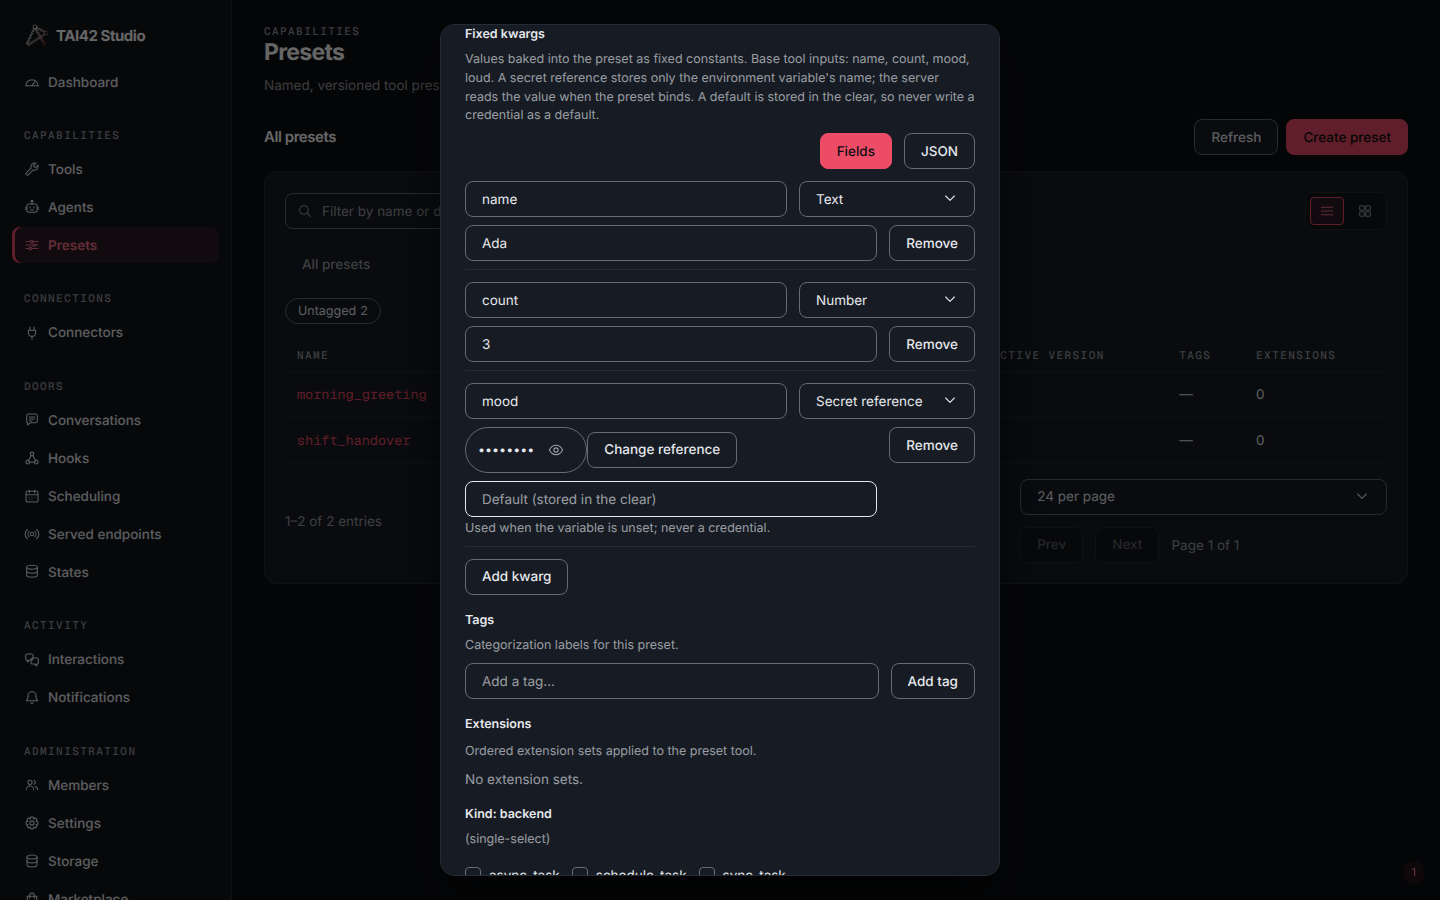 TAI42 Studio
Dashboard
CAPABILITIES
Tools
Agents
Presets
CONNECTIONS
Connectors
DOORS
Conversations
Hooks
Scheduling
Served endpoints
States
ACTIVITY
Interactions
Notifications
ADMINISTRATION
Members
Settings
Storage
Marketplace
CAPABILITIES
Presets
Named, versioned tool pres
All presets
Refresh
Create preset
Filter by name or d
All presets
Untagged 2
NAME
CTIVE VERSION
TAGS
EXTENSIONS
morning_greeting
—
0
shift_handover
—
0
1–2 of 2 entries
24 per page
Prev
Next
Page 1 of 1
1
Fixed kwargs
Values baked into the preset as fixed constants. Base tool inputs: name, count, mood,
loud. A secret reference stores only the environment variable's name; the server
reads the value when the preset binds. A default is stored in the clear, so never write a
credential as a default.
Fields
JSON
name
Text
Ada
Remove
count
Number
3
Remove
mood
Secret reference
••••••••
Change reference
Remove
Default (stored in the clear)
Used when the variable is unset; never a credential.
Add kwarg
Tags
Categorization labels for this preset.
Add a tag...
Add tag
Extensions
Ordered extension sets applied to the preset tool.
No extension sets.
Kind: backend
(single-select)
async_task
schedule_task
sync_task